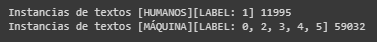 Instancias de textos [HUMANOS][LABEL: 1] 11995
Instancias de textos [MÁQUINA][LABEL: 0, 2, 3, 4, 5] 59032